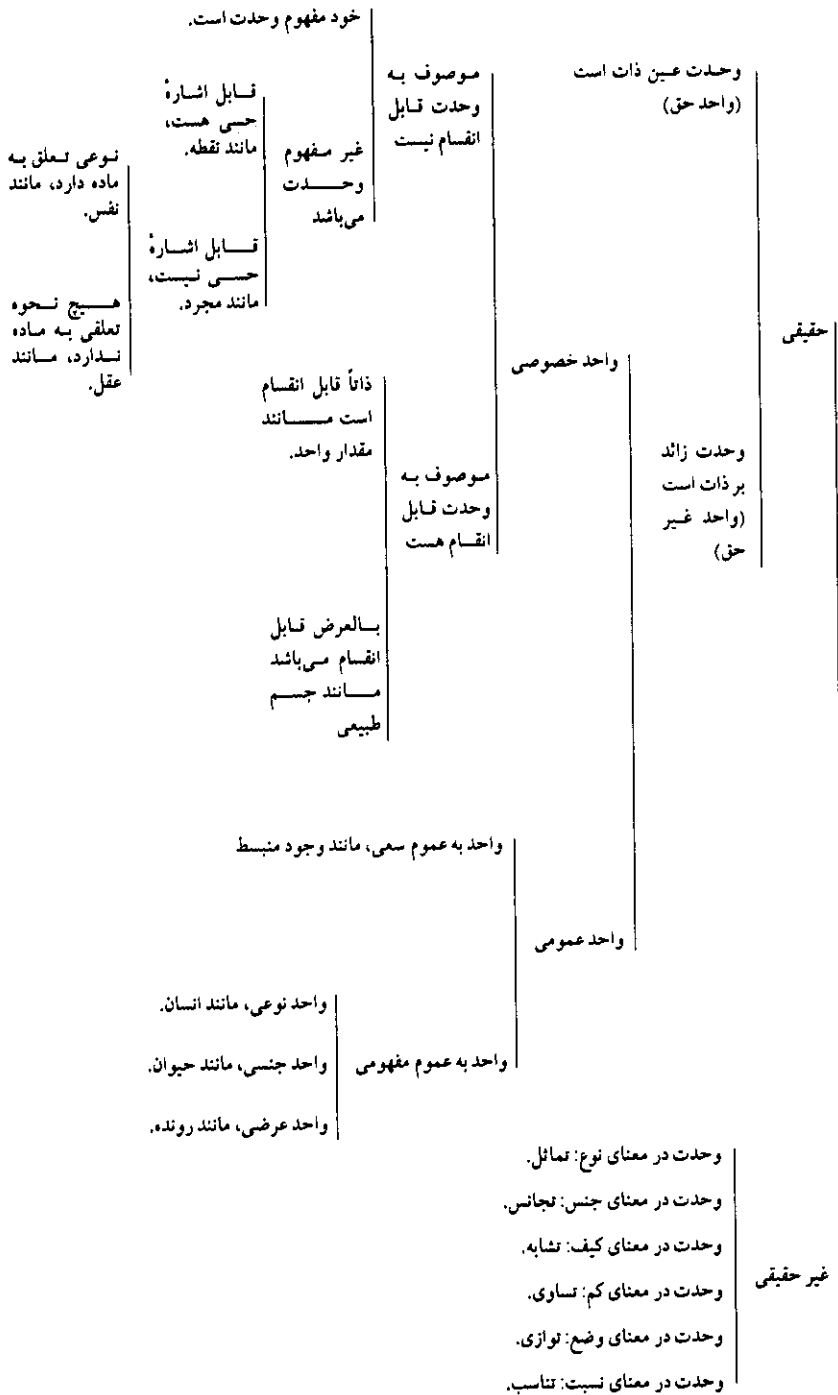 حقیقی
وحدت عین ذات است
(واحد حق)
وحدت زائد
بر ذات است
(واحد غیر
حق)
واحد خصوصی
موصوف به
وحدت قابل
انقسام نیست
خود مفهوم وحدت است.
غیر مفهوم
وحدت
می‌باشد
قابل اشارهٔ
حسی هست،
مانند نقطه.
قابل اشارهٔ
حسی نیست،
مانند مجرد.
نوعی تعلق به
ماده دارد، مانند
نفس.
هیچ نحوه
تعلقی به ماده
ندارد، مانند
عقل.
موصوف به
وحدت قابل
انقسام هست
ذاتاً قابل انقسام
است مانند
مقدار واحد.
بالعرض قابل
انقسام می‌باشد
مانند جسم
طبیعی
واحد عمومی
واحد به عموم سعی، مانند وجود منبسط
واحد به عموم مفهومی
واحد نوعی، مانند انسان.
واحد جنسی، مانند حیوان.
واحد عرضی، مانند رونده.
غیر حقیقی
وحدت در معنای نوع: تماثل.
وحدت در معنای جنس: تجانس.
وحدت در معنای کیف: تشابه.
وحدت در معنای کم: تساوی.
وحدت در معنای وضع: توازی.
وحدت در معنای نسبت: تناسب.